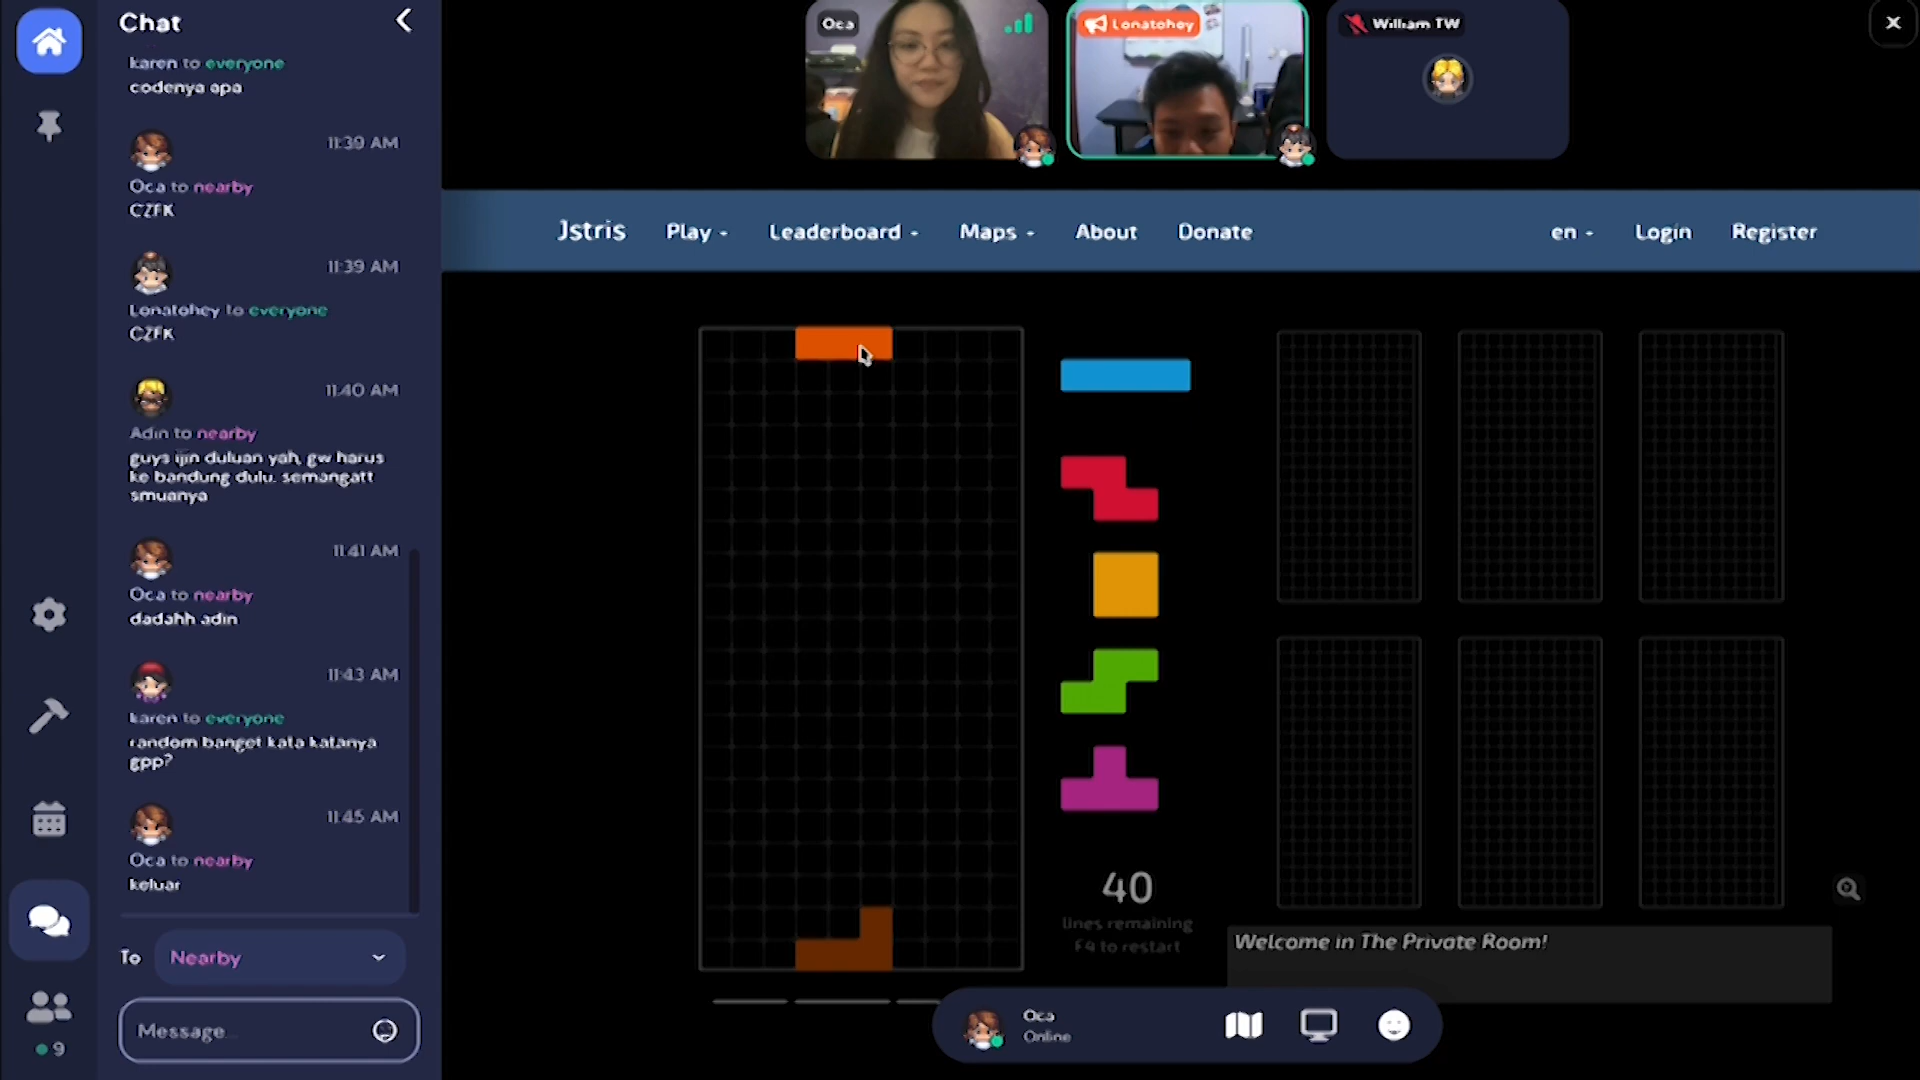 Chat
karen to everyone
codenya apa
11:39 AM
Oca to nearby
CZFK
11:39 AM
Lonatohey to everyone
CZFK
11:40 AM
Adin to nearby
guys ijin duluan yah, gw harus
ke bandung dulu. semangatt
smuanya
11:41 AM
Oca to nearby
dadahh adin
11:43 AM
karen to everyone
random banget kata katanya
gpp?
11:45 AM
Oca to nearby
keluar
To Nearby
Message...
9
Oca
Lonatohey
William TW
Jstris Play Leaderboard Maps About Donate en Login Register
40
lines remaining
F4 to restart
Welcome in The Private Room!
Oca
Online